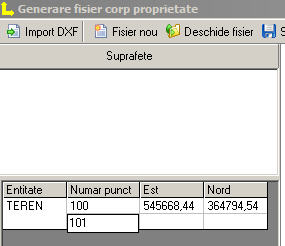 Generare fisier corp proprietate
Import DXF Fisier nou Deschide fisier S
Suprafete
Entitate Numar punct Est Nord
TEREN 100 545668,44 364794,54
101